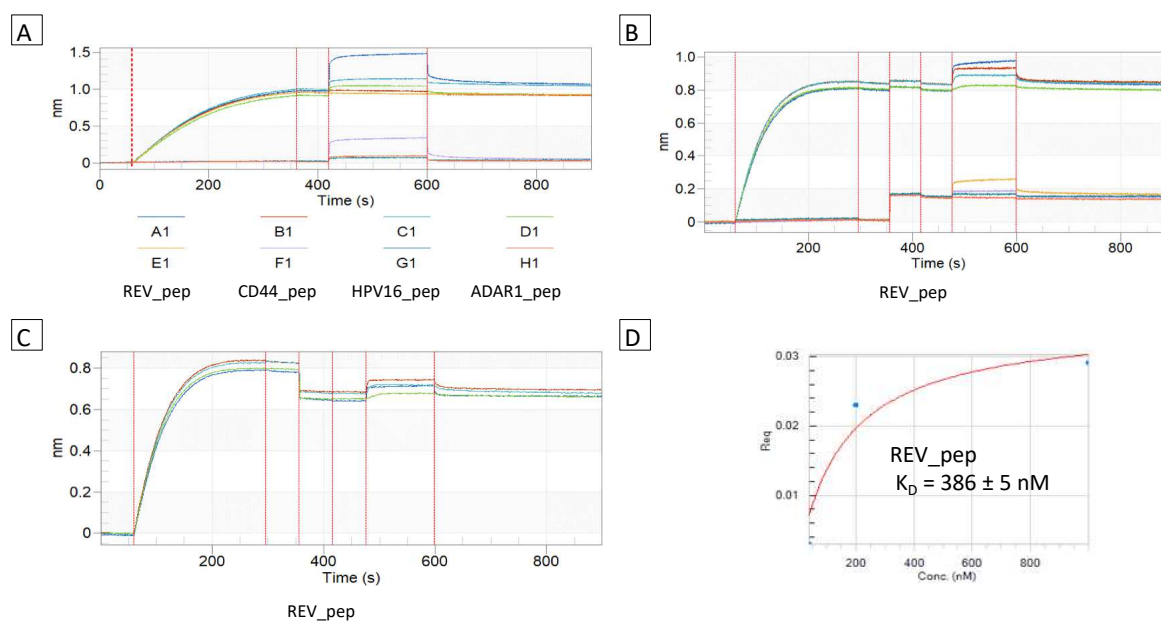 A
1.5
1.0
0.5
0
nm
0 200 400 600 800
Time (s)
A1 B1 C1 D1
E1 F1 G1 H1
REV_pep CD44_pep HPV16_pep ADAR1_pep
B
1.0
0.8
0.6
0.4
0.2
0
nm
200 400 600 800
Time (s)
REV_pep
C
0.8
0.6
0.4
0.2
0
nm
200 400 600 800
Time (s)
REV_pep
D
0.03
0.02
0.01
Req
REV_pep
KD = 386 ± 5 nM
200 400 600 800
Conc. (nM)